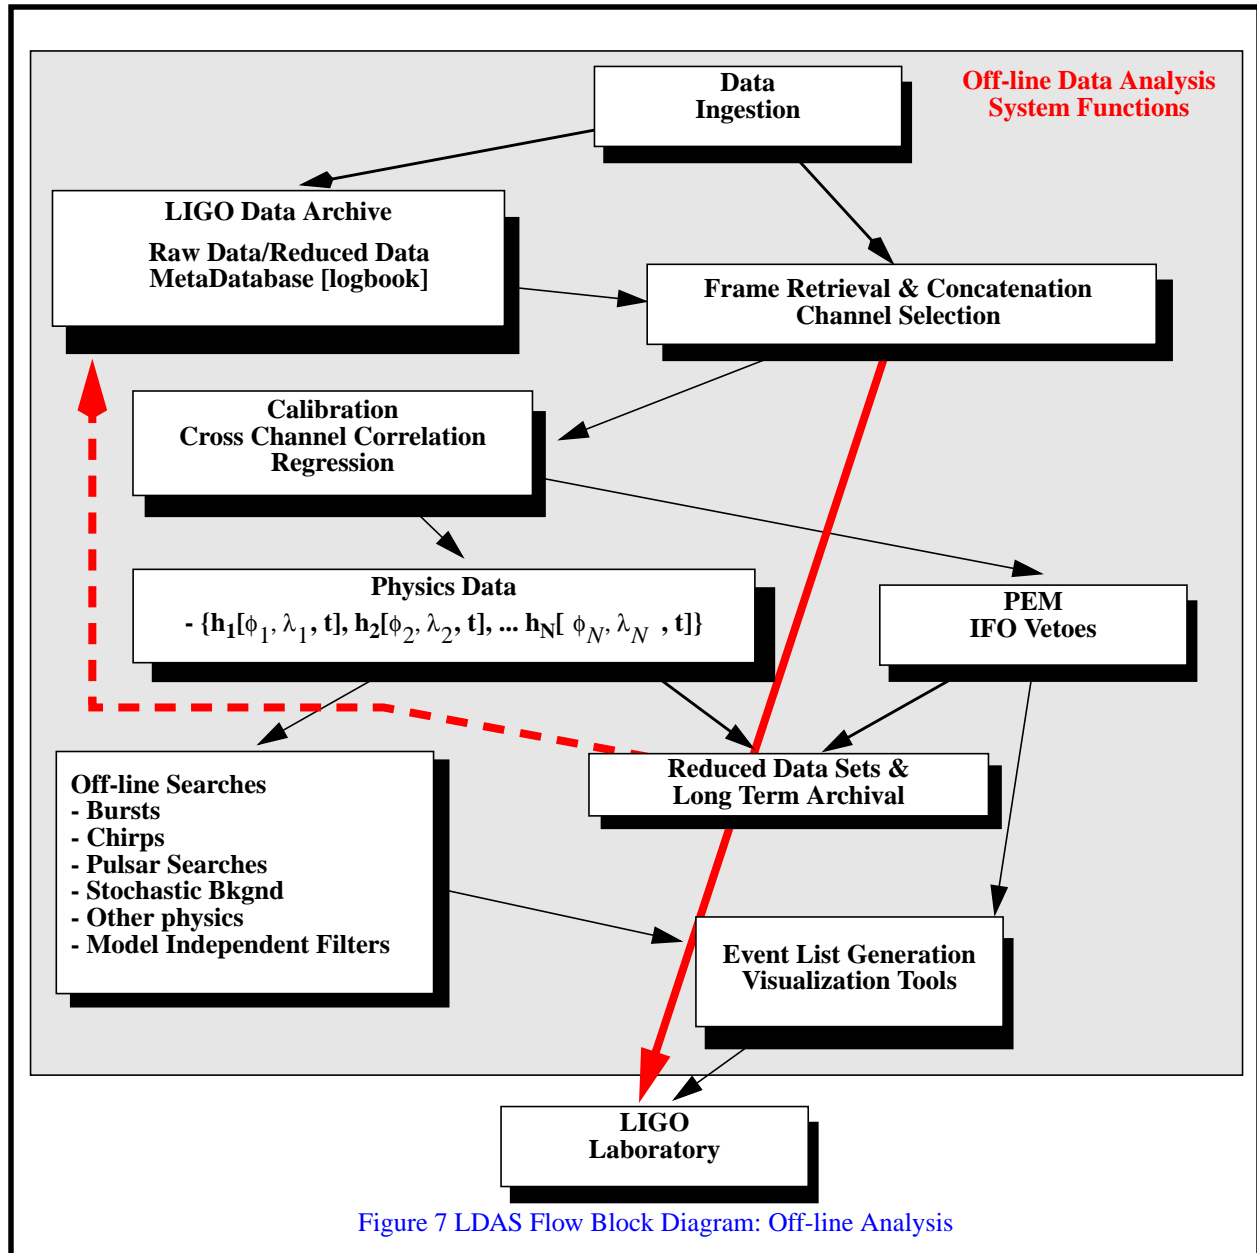 Data
Ingestion
Off-line Data Analysis
System Functions
LIGO Data Archive
Raw Data/Reduced Data
MetaDatabase [logbook]
Frame Retrieval & Concatenation
Channel Selection
Calibration
Cross Channel Correlation
Regression
Physics Data
- {h1[ϕ1, λ1, t], h2[ϕ2, λ2, t], ... hN[ ϕN, λN , t]}
PEM
IFO Vetoes
Off-line Searches
- Bursts
- Chirps
- Pulsar Searches
- Stochastic Bkgnd
- Other physics
- Model Independent Filters
Reduced Data Sets &
Long Term Archival
Event List Generation
Visualization Tools
LIGO
Laboratory
Figure 7 LDAS Flow Block Diagram: Off-line Analysis